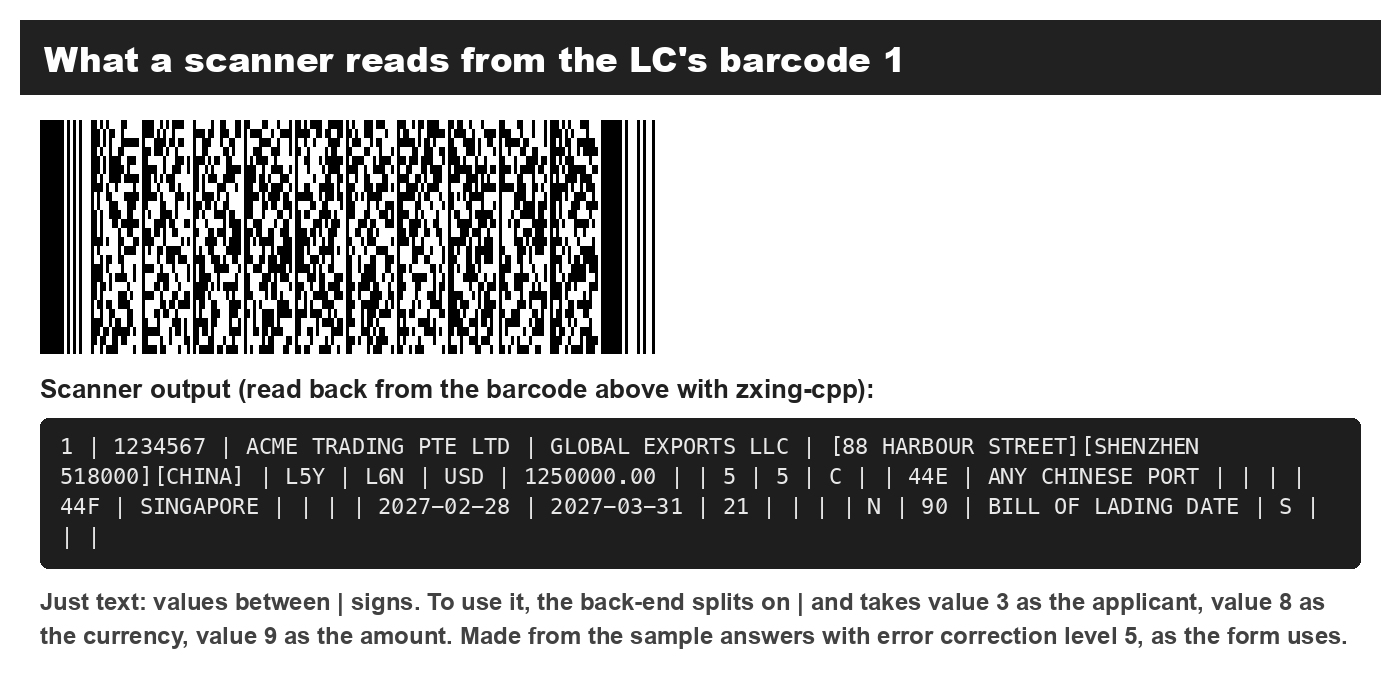 What a scanner reads from the LC's barcode 1
Scanner output (read back from the barcode above with zxing-cpp):
1 | 1234567 | ACME TRADING PTE LTD | GLOBAL EXPORTS LLC | [88 HARBOUR STREET][SHENZHEN
518000][CHINA] | L5Y | L6N | USD | 1250000.00 | | 5 | 5 | C | | 44E | ANY CHINESE PORT | | | |
44F | SINGAPORE | | | | 2027-02-28 | 2027-03-31 | 21 | | | | N | 90 | BILL OF LADING DATE | S |
| |
Just text: values between | signs. To use it, the back-end splits on | and takes value 3 as the applicant, value 8 as
the currency, value 9 as the amount. Made from the sample answers with error correction level 5, as the form uses.